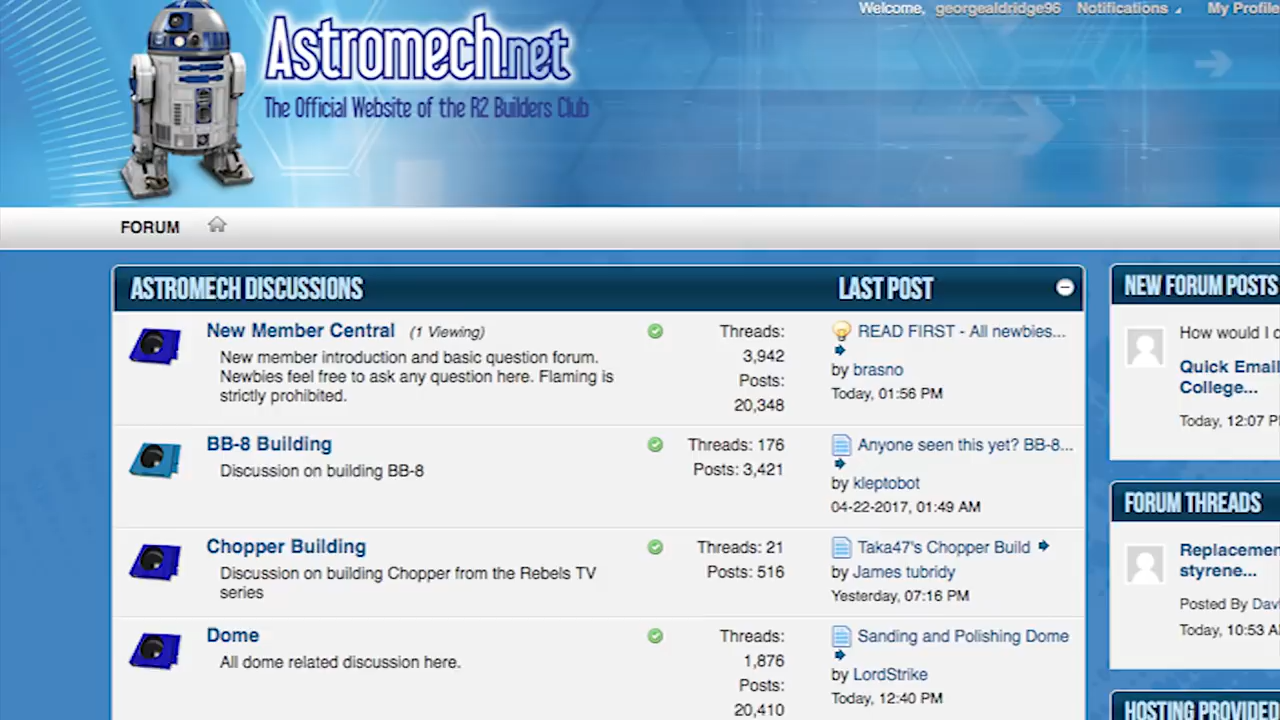 Welcome, georgealdridge96 Notifications My Profile
Astromech.net
The Official Website of the R2 Builders Club
FORUM
ASTROMECH DISCUSSIONS LAST POST
New Member Central (1 Viewing)
New member introduction and basic question forum.
Newbies feel free to ask any question here. Flaming is
strictly prohibited.
Threads:
3,942
Posts:
20,348
READ FIRST - All newbies...
by brasno
Today, 01:56 PM
BB-8 Building
Discussion on building BB-8
Threads: 176
Posts: 3,421
Anyone seen this yet? BB-8...
by kleptobot
04-22-2017, 01:49 AM
Chopper Building
Discussion on building Chopper from the Rebels TV
series
Threads: 21
Posts: 516
Taka47's Chopper Build
by James tubridy
Yesterday, 07:16 PM
Dome
All dome related discussion here.
Threads:
1,876
Posts:
20,410
Sanding and Polishing Dome
by LordStrike
Today, 12:40 PM
NEW FORUM POSTS
How would I
Quick Email
College...
Today, 12:07
FORUM THREADS
styrene...
Posted By
Today, 10:53
HOSTING PROVIDED